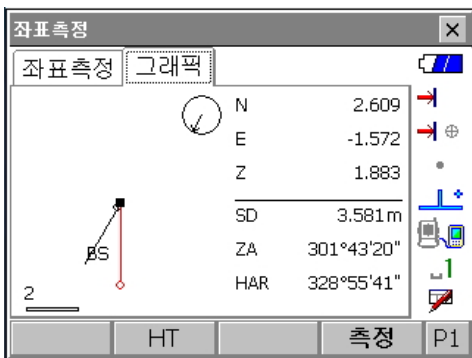 좌표측정
좌표측정 그래픽
N 2.609
E -1.572
Z 1.883
SD 3.581m
ZA 301°43'20"
HAR 328°55'41"
BS
2
1
HT 측정 P1